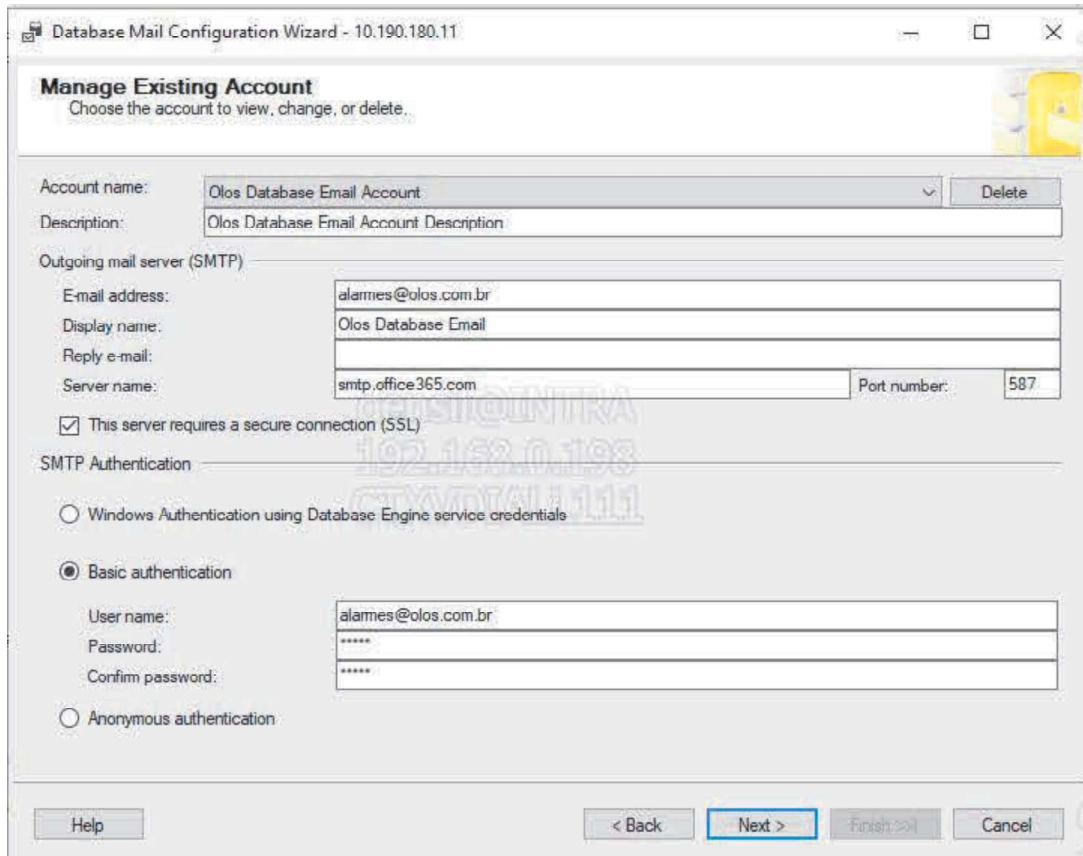 Database Mail Configuration Wizard - 10.190.180.11
Manage Existing Account
Choose the account to view, change, or delete.
Account name: Olos Database Email Account Delete
Description: Olos Database Email Account Description
Outgoing mail server (SMTP)
E-mail address: alarmes@olos.com.br
Display name: Olos Database Email
Reply e-mail:
Server name: smtp.office365.com Port number: 587
This server requires a secure connection (SSL)
192.168.0.198
SMTP Authentication
Windows Authentication using Database Engine service credentials
Basic authentication
User name: alarmes@olos.com.br
Password: *****
Confirm password: *****
Anonymous authentication
Help < Back Next > Finish >>| Cancel